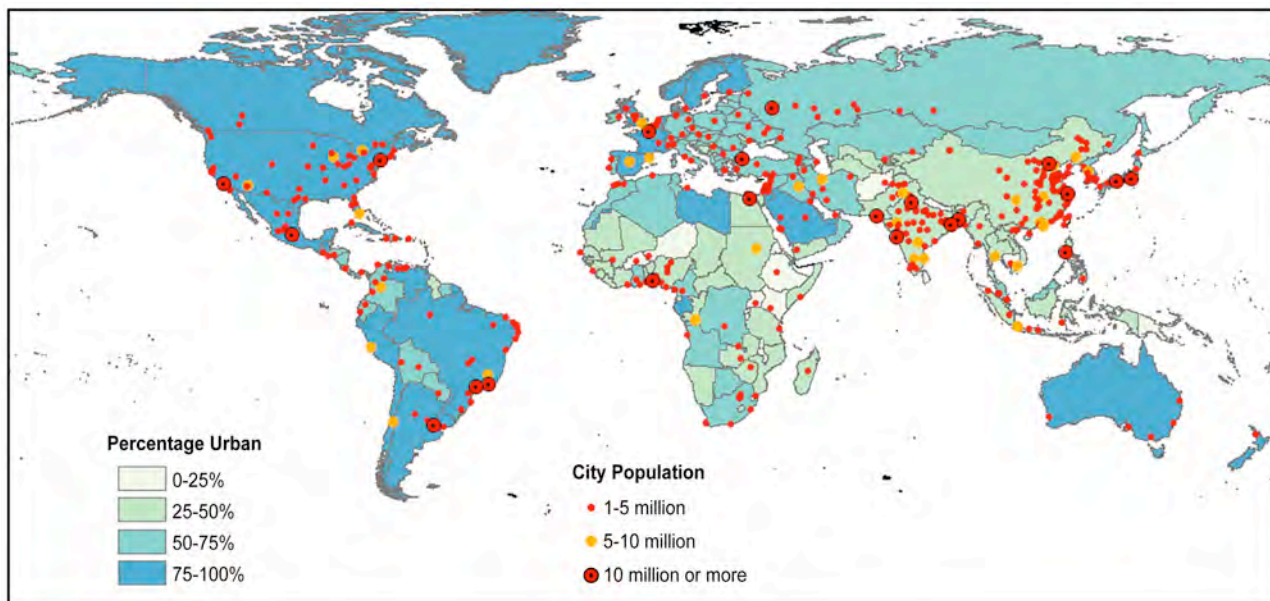 Percentage Urban
0-25%
25-50%
50-75%
75-100%
City Population
1-5 million
5-10 million
10 million or more